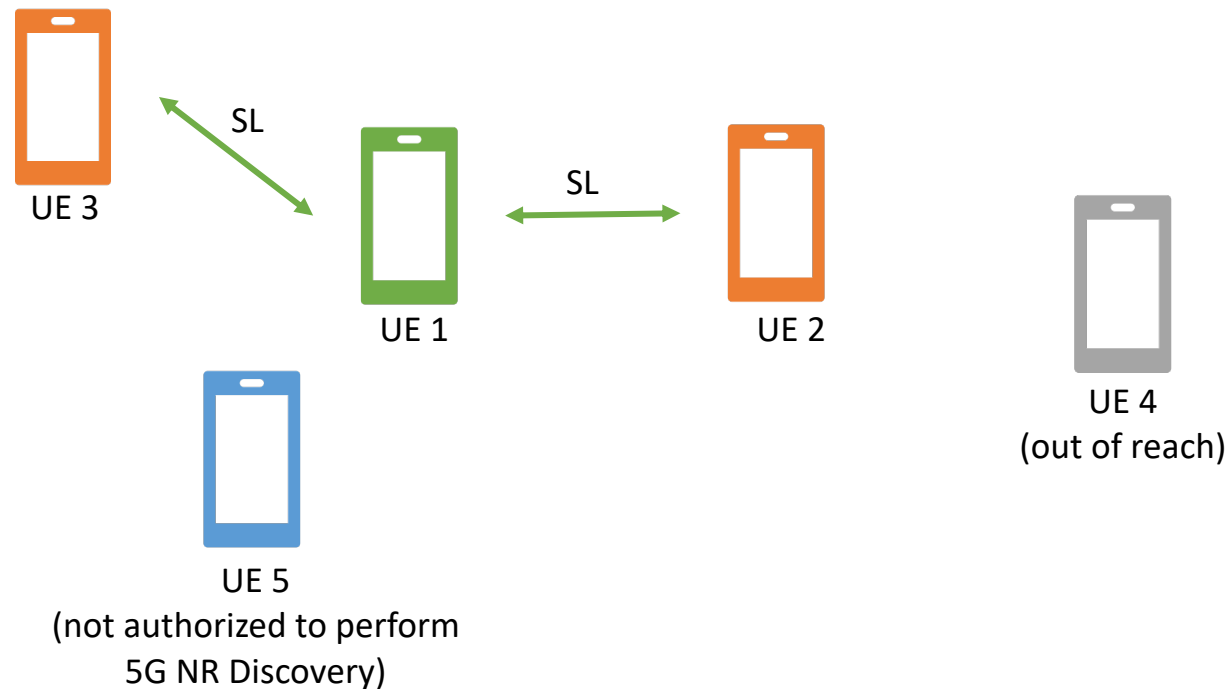 SL
UE 3
SL
UE 1
UE 2
UE 4
(out of reach)
UE 5
(not authorized to perform
5G NR Discovery)